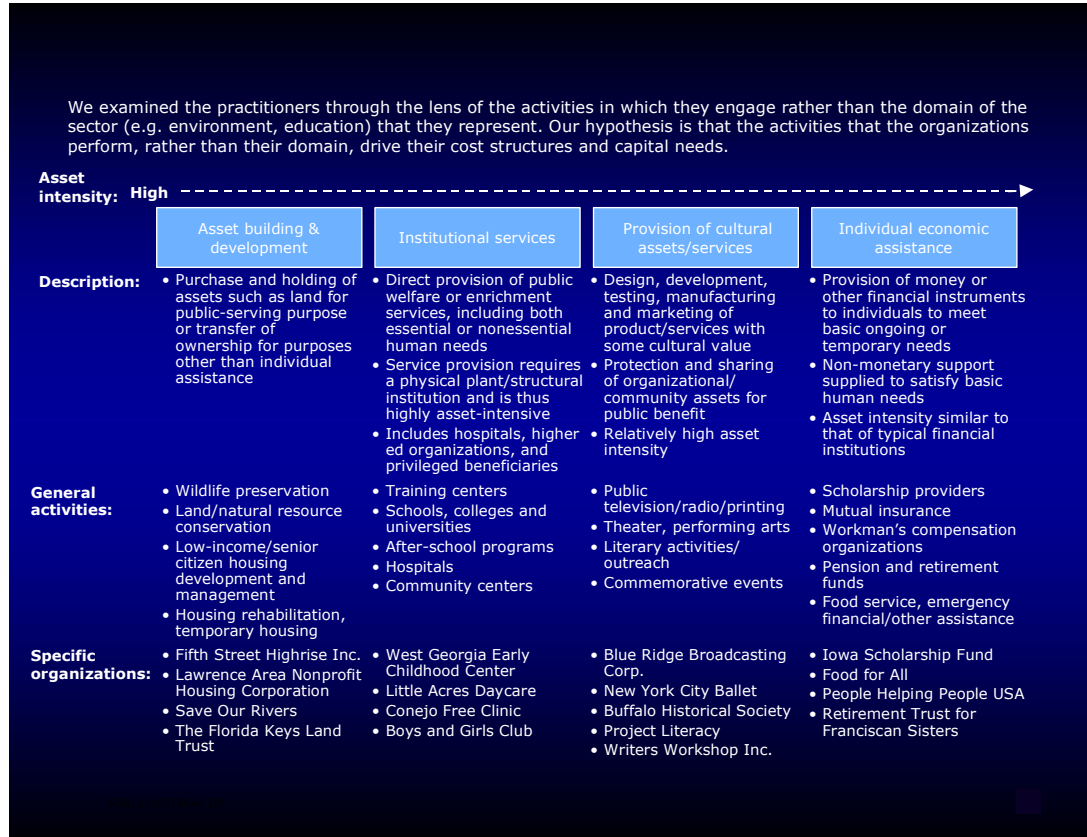 We examined the practitioners through the lens of the activities in which they engage rather than the domain of the
sector (e.g. environment, education) that they represent. Our hypothesis is that the activities that the organizations
perform, rather than their domain, drive their cost structures and capital needs.
Asset
intensity: High
Asset building &
development
Institutional services
Provision of cultural
assets/services
Individual economic
assistance
Description:
• Purchase and holding of
assets such as land for
public-serving purpose
or transfer of
ownership for purposes
other than individual
assistance
• Direct provision of public
welfare or enrichment
services, including both
essential or nonessential
human needs
• Service provision requires
a physical plant/structural
institution and is thus
highly asset-intensive
• Includes hospitals, higher
ed organizations, and
privileged beneficiaries
• Design, development,
testing, manufacturing
and marketing of
product/services with
some cultural value
• Protection and sharing
of organizational/
community assets for
public benefit
• Relatively high asset
intensity
• Provision of money or
other financial instruments
to individuals to meet
basic ongoing or
temporary needs
• Non-monetary support
supplied to satisfy basic
human needs
• Asset intensity similar to
that of typical financial
institutions
General
activities:
• Wildlife preservation
• Land/natural resource
conservation
• Low-income/senior
citizen housing
development and
management
• Housing rehabilitation,
temporary housing
• Training centers
• Schools, colleges and
universities
• After-school programs
• Hospitals
• Community centers
• Public
television/radio/printing
• Theater, performing arts
• Literary activities/
outreach
• Commemorative events
• Scholarship providers
• Mutual insurance
• Workman's compensation
organizations
• Pension and retirement
funds
• Food service, emergency
financial/other assistance
Specific
organizations:
• Fifth Street Highrise Inc.
• Lawrence Area Nonprofit
Housing Corporation
• Save Our Rivers
• The Florida Keys Land
Trust
• West Georgia Early
Childhood Center
• Little Acres Daycare
• Conejo Free Clinic
• Boys and Girls Club
• Blue Ridge Broadcasting
Corp.
• New York City Ballet
• Buffalo Historical Society
• Project Literacy
• Writers Workshop Inc.
• Iowa Scholarship Fund
• Food for All
• People Helping People USA
• Retirement Trust for
Franciscan Sisters